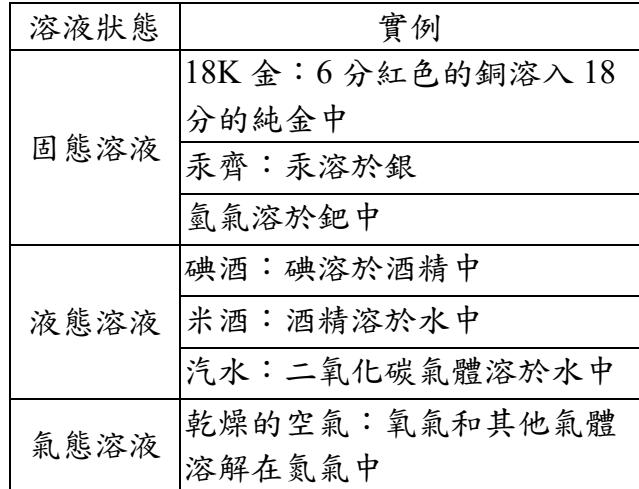 溶液狀態 實例
18K 金：6 分紅色的銅溶入 18
分的純金中
固態溶液
汞齊：汞溶於銀
氫氣溶於鈀中
碘酒：碘溶於酒精中
液態溶液 米酒：酒精溶於水中
汽水：二氧化碳氣體溶於水中
乾燥的空氣：氧氣和其他氣體
氣態溶液
溶解在氮氣中